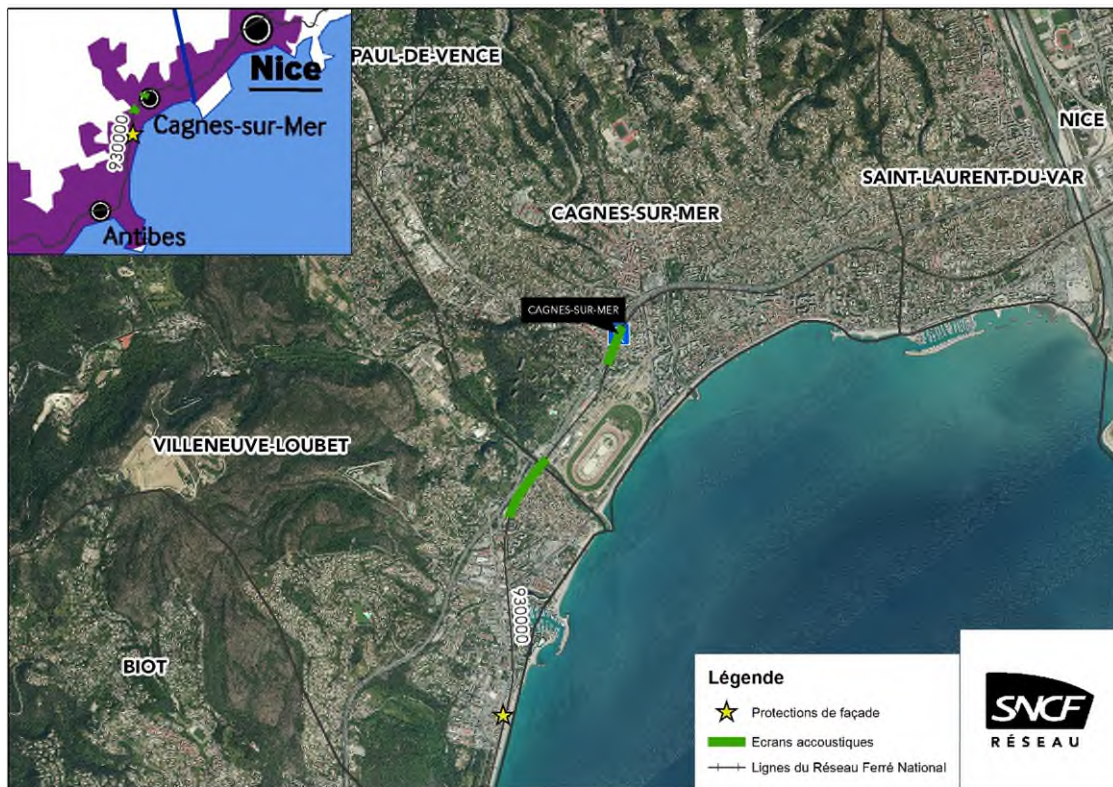 Nice
Cagnes-sur-Mer
930000
Antibes
PAUL-DE-VENCE
NICE
SAINT-LAURENT-DU-VAR
CAGNES-SUR-MER
CAGNES-SUR-MER
VILLENEUVE-LOUBET
930000
BIOT
Légende
Protections de façade
Ecrans accoustiques
Lignes du Réseau Ferré National
SNCF
RÉSEAU